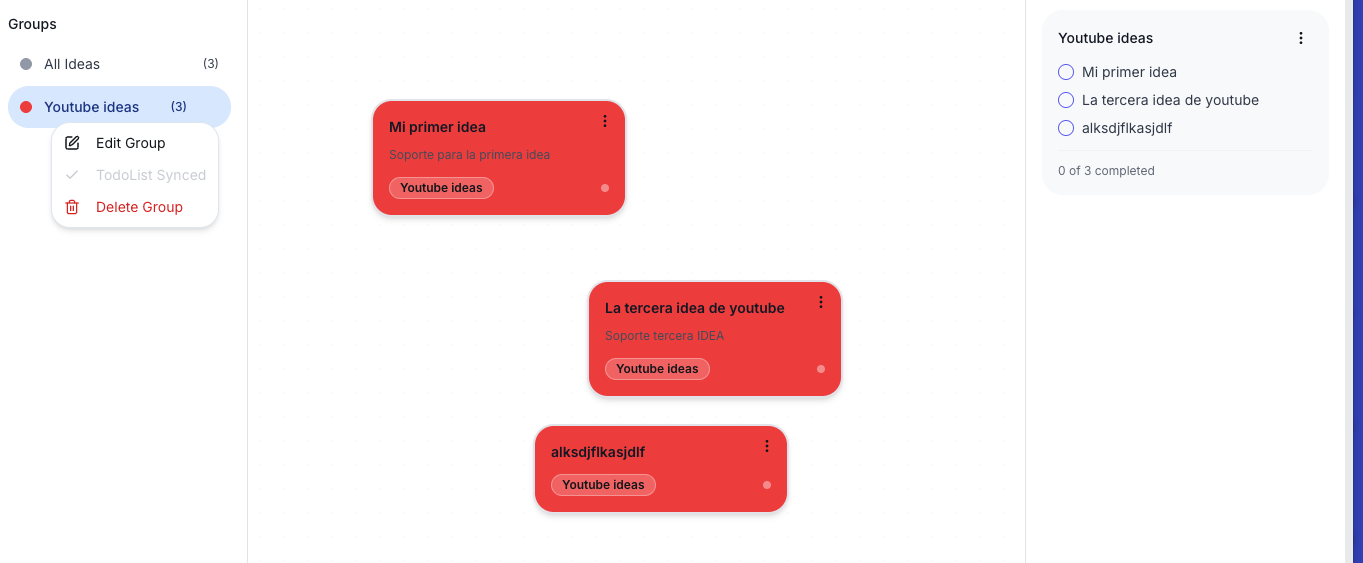 Groups
All Ideas (3)
Youtube ideas (3)
Edit Group
TodoList Synced
Delete Group
Mi primer idea
Soporte para la primera idea
Youtube ideas
La tercera idea de youtube
Soporte tercera IDEA
Youtube ideas
alksdjflkasjdlf
Youtube ideas
Youtube ideas
Mi primer idea
La tercera idea de youtube
alksdjflkasjdlf
0 of 3 completed